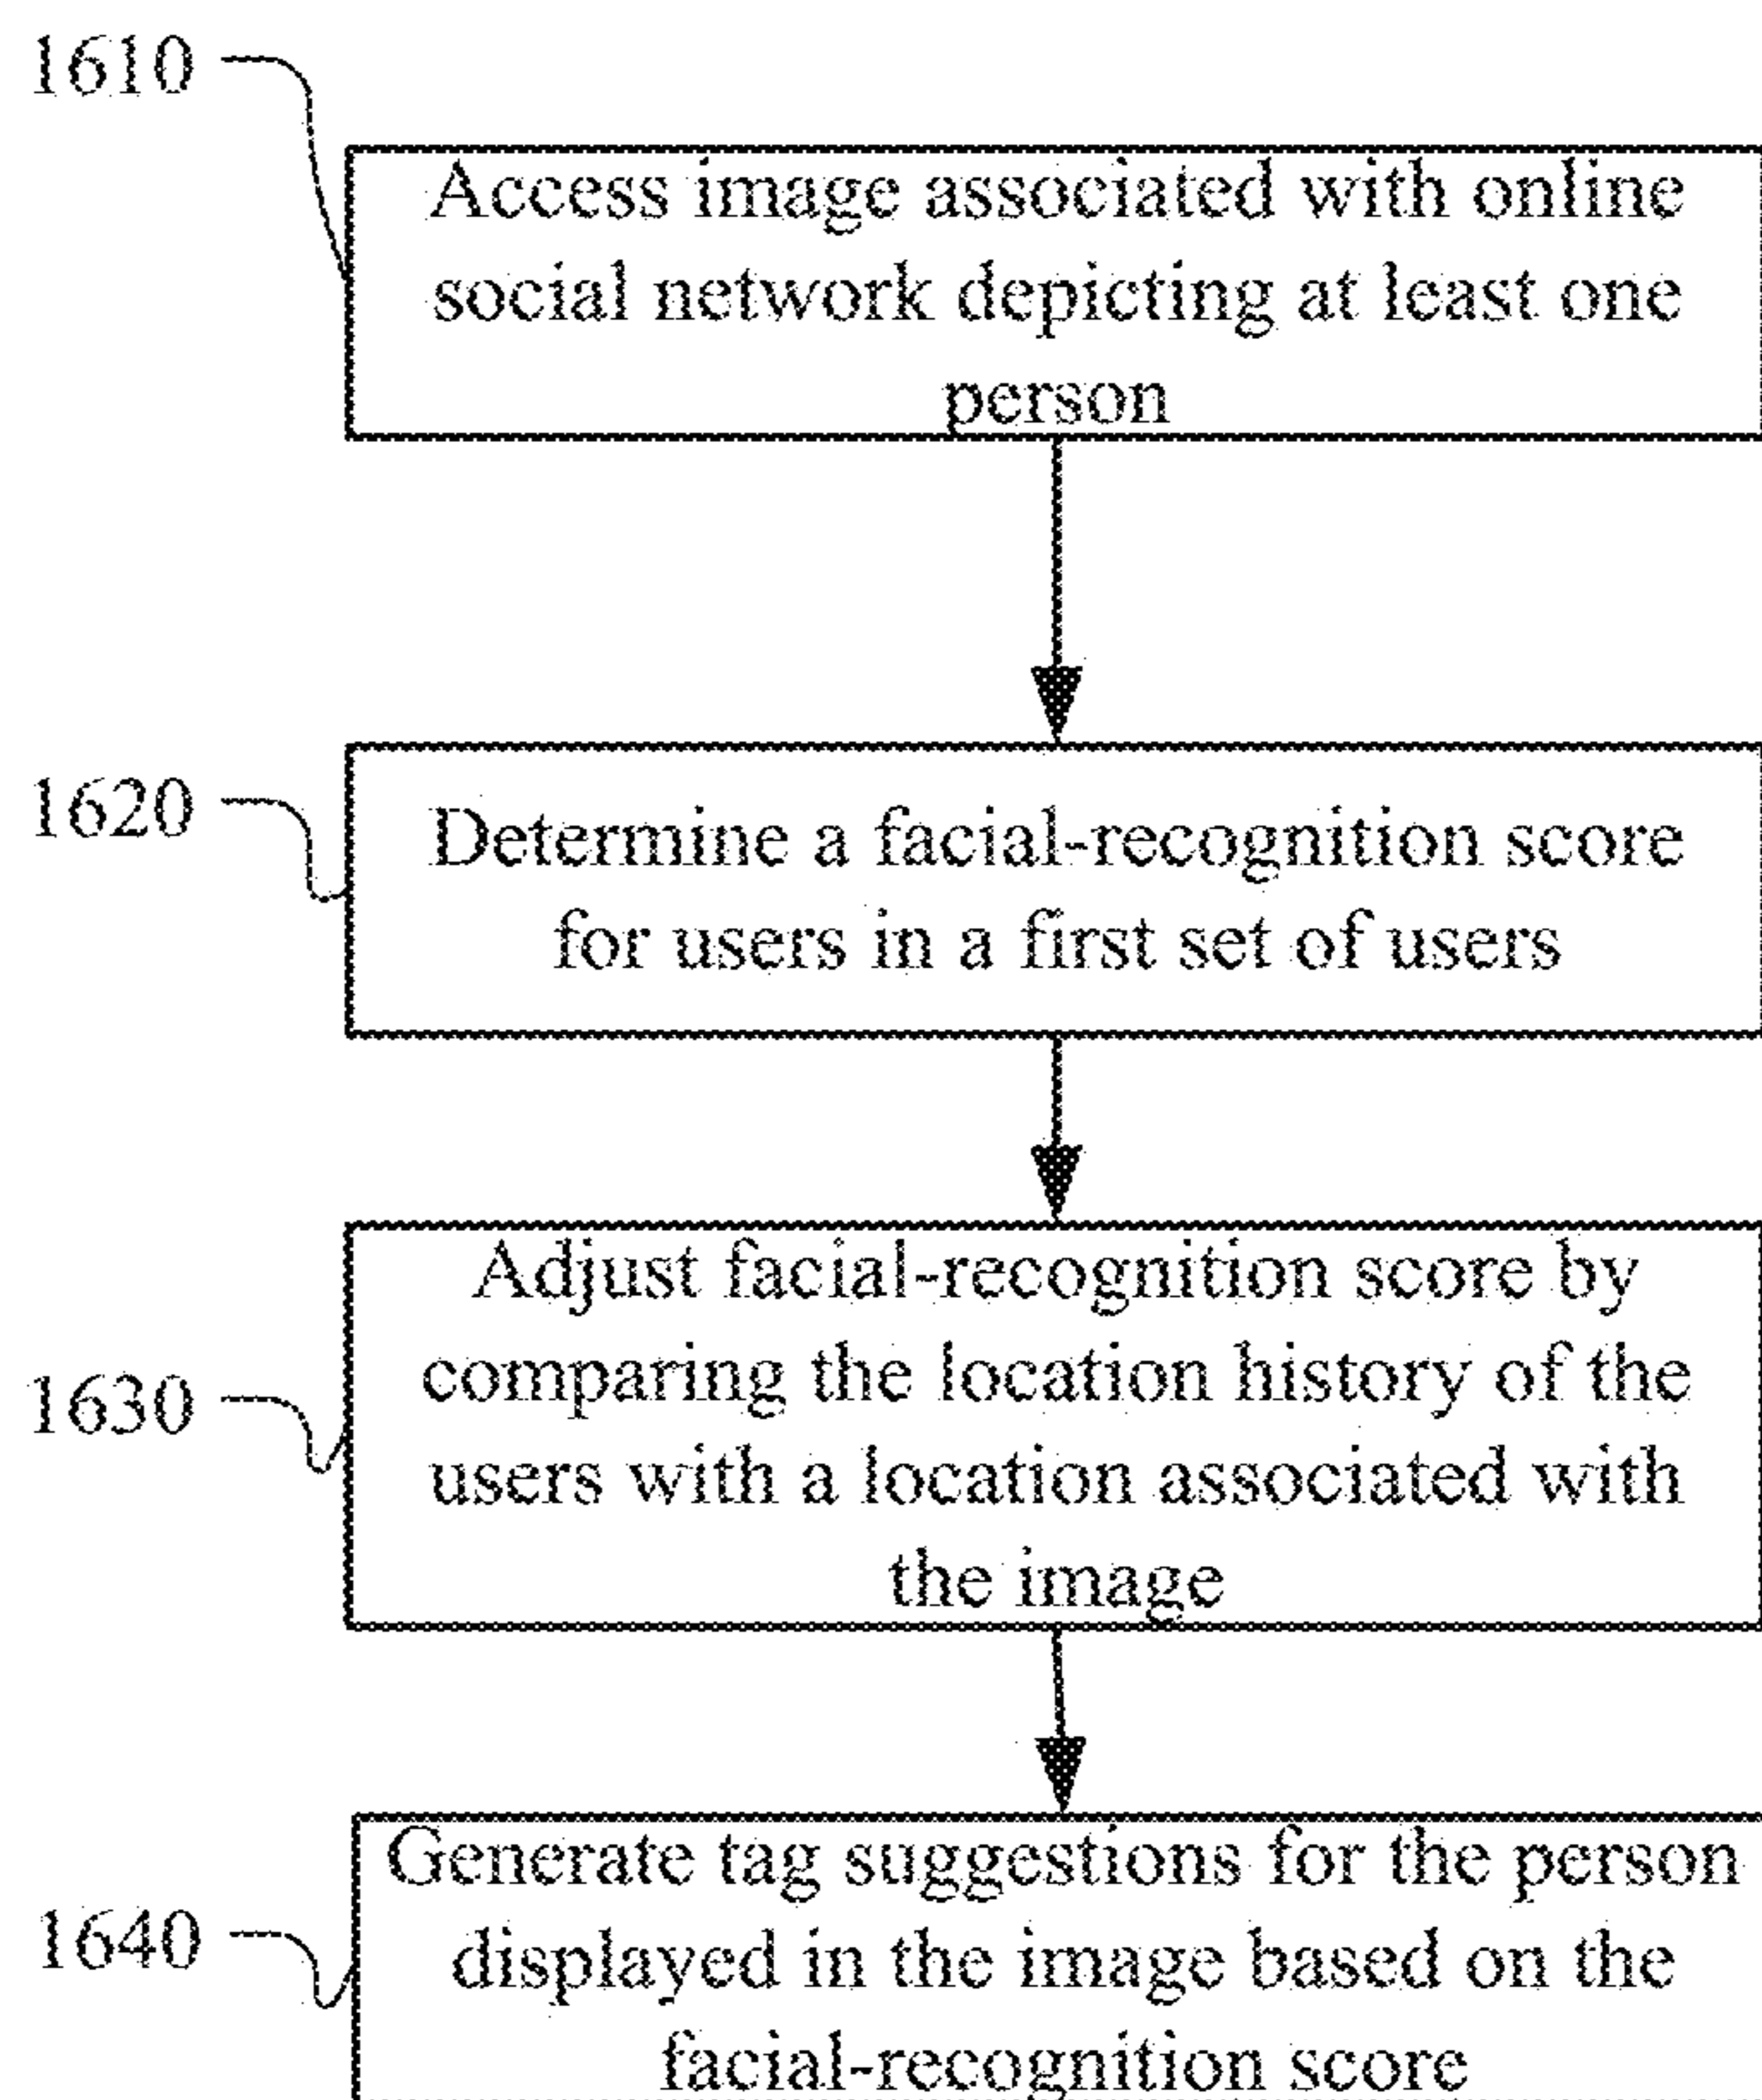 1610
Access image associated with online
social network depicting at least one
person
1620
Determine a facial-recognition score
for users in a first set of users
1630
Adjust facial-recognition score by
comparing the location history of the
users with a location associated with
the image
1640
Generate tag suggestions for the person
displayed in the image based on the
facial-recognition score